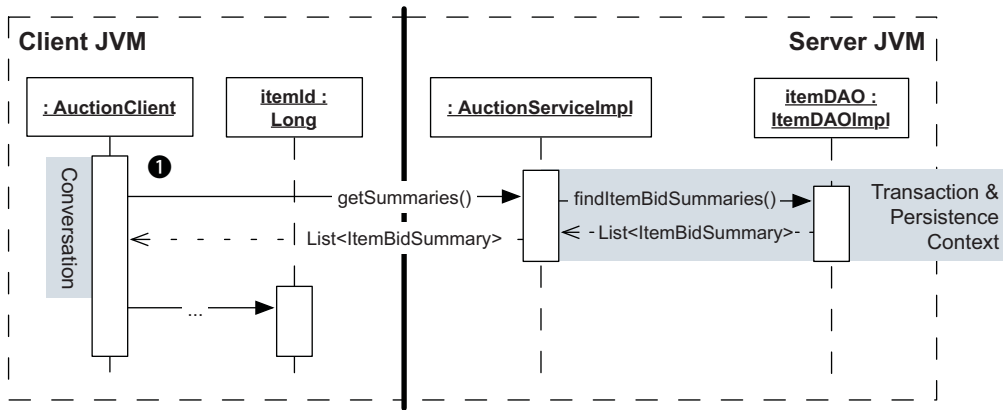 Client JVM
Server JVM
: AuctionClient
itemId :
Long
: AuctionServiceImpl
itemDAO :
ItemDAOImpl
Conversation
1
getSummaries()
findItemBidSummaries()
Transaction &
Persistence
Context
List<ItemBidSummary>
List<ItemBidSummary>
...